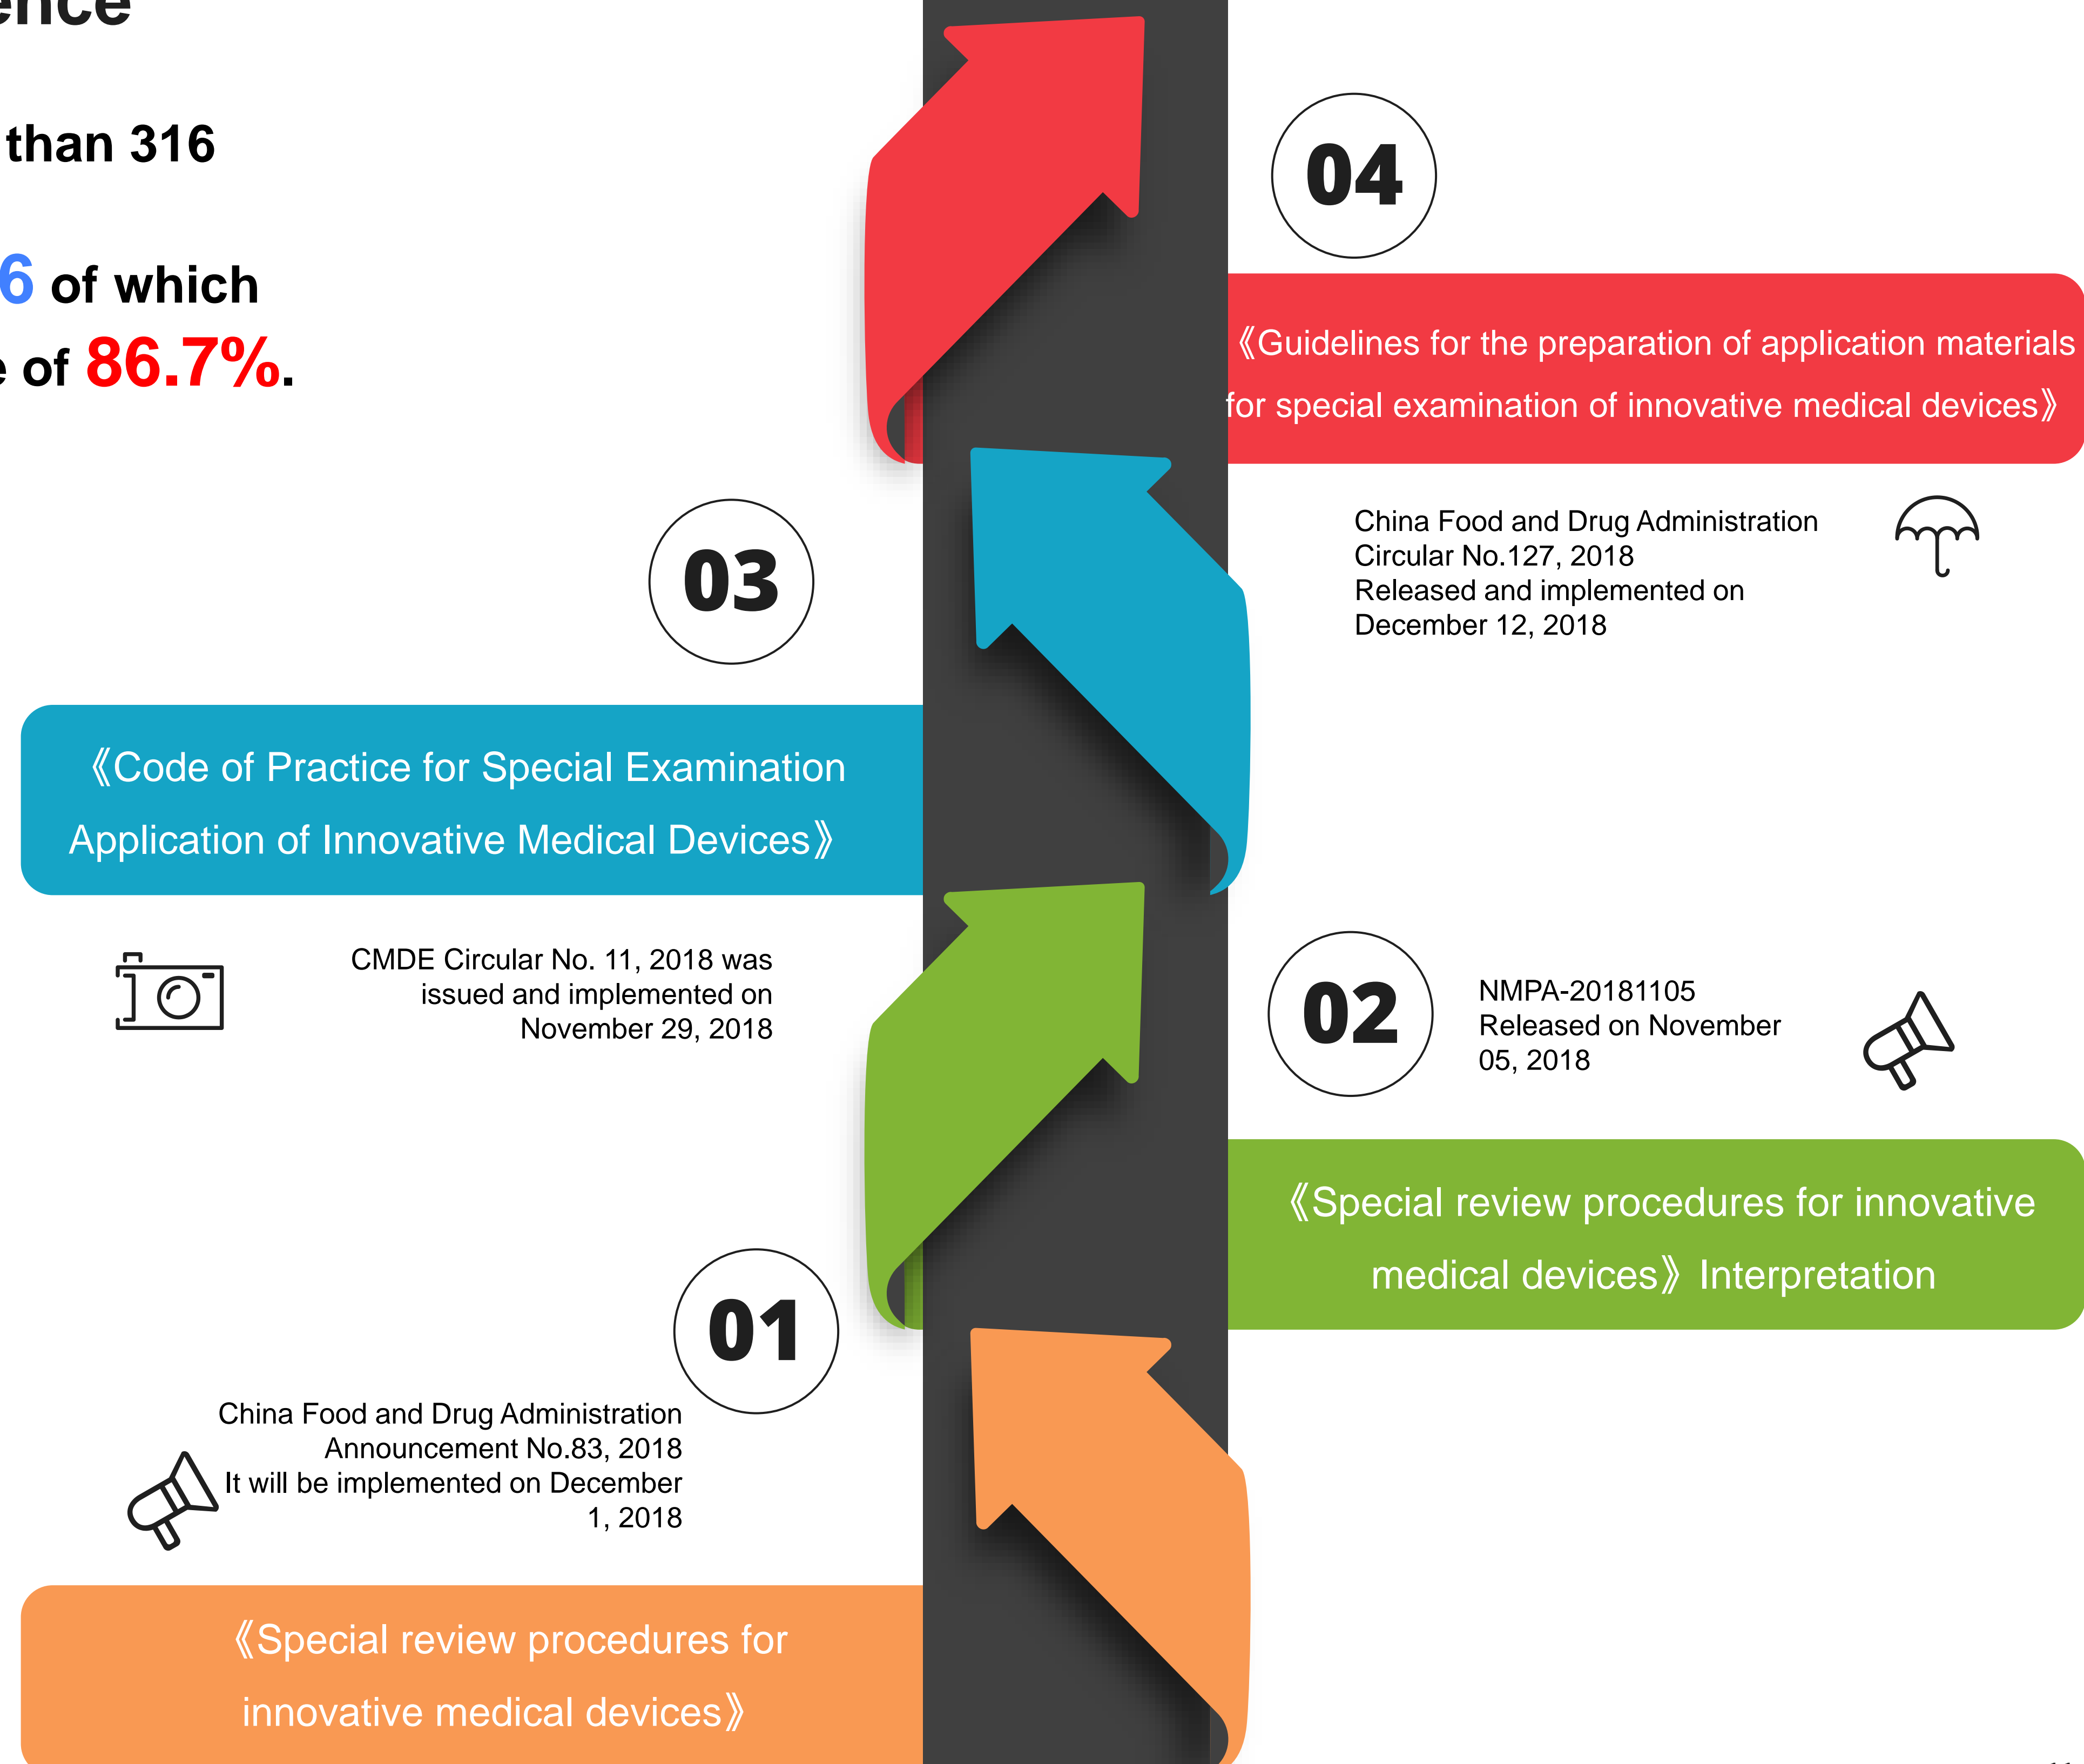 than 316
6 of which
of 86.7%.
04
《Guidelines for the preparation of application materials
for special examination of innovative medical devices》
China Food and Drug Administration
Circular No.127, 2018
Released and implemented on
December 12, 2018
03
《Code of Practice for Special Examination
Application of Innovative Medical Devices》
CMDE Circular No. 11, 2018 was
issued and implemented on
November 29, 2018
02
NMPA-20181105
Released on November
05, 2018
《Special review procedures for innovative
medical devices》 Interpretation
01
China Food and Drug Administration
Announcement No.83, 2018
It will be implemented on December
1, 2018
《Special review procedures for
innovative medical devices》